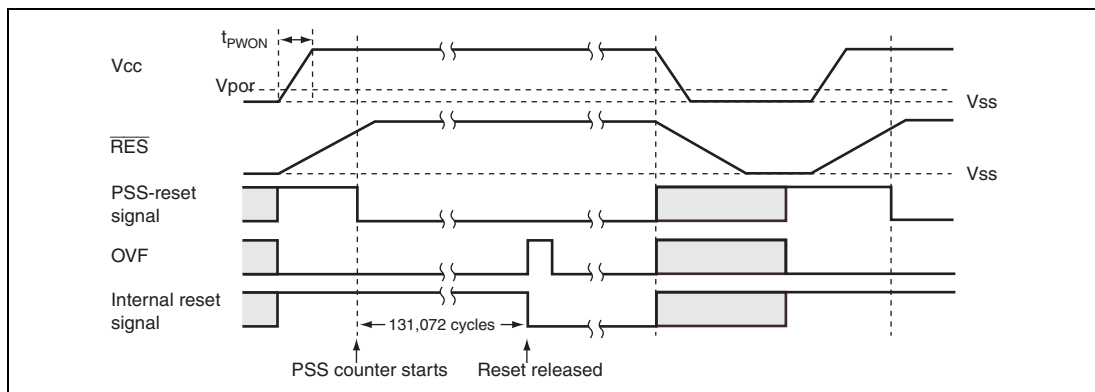 tPWON
Vcc
Vpor
Vss
RES
Vss
PSS-reset
signal
OVF
Internal reset
signal
131,072 cycles
PSS counter starts
Reset released